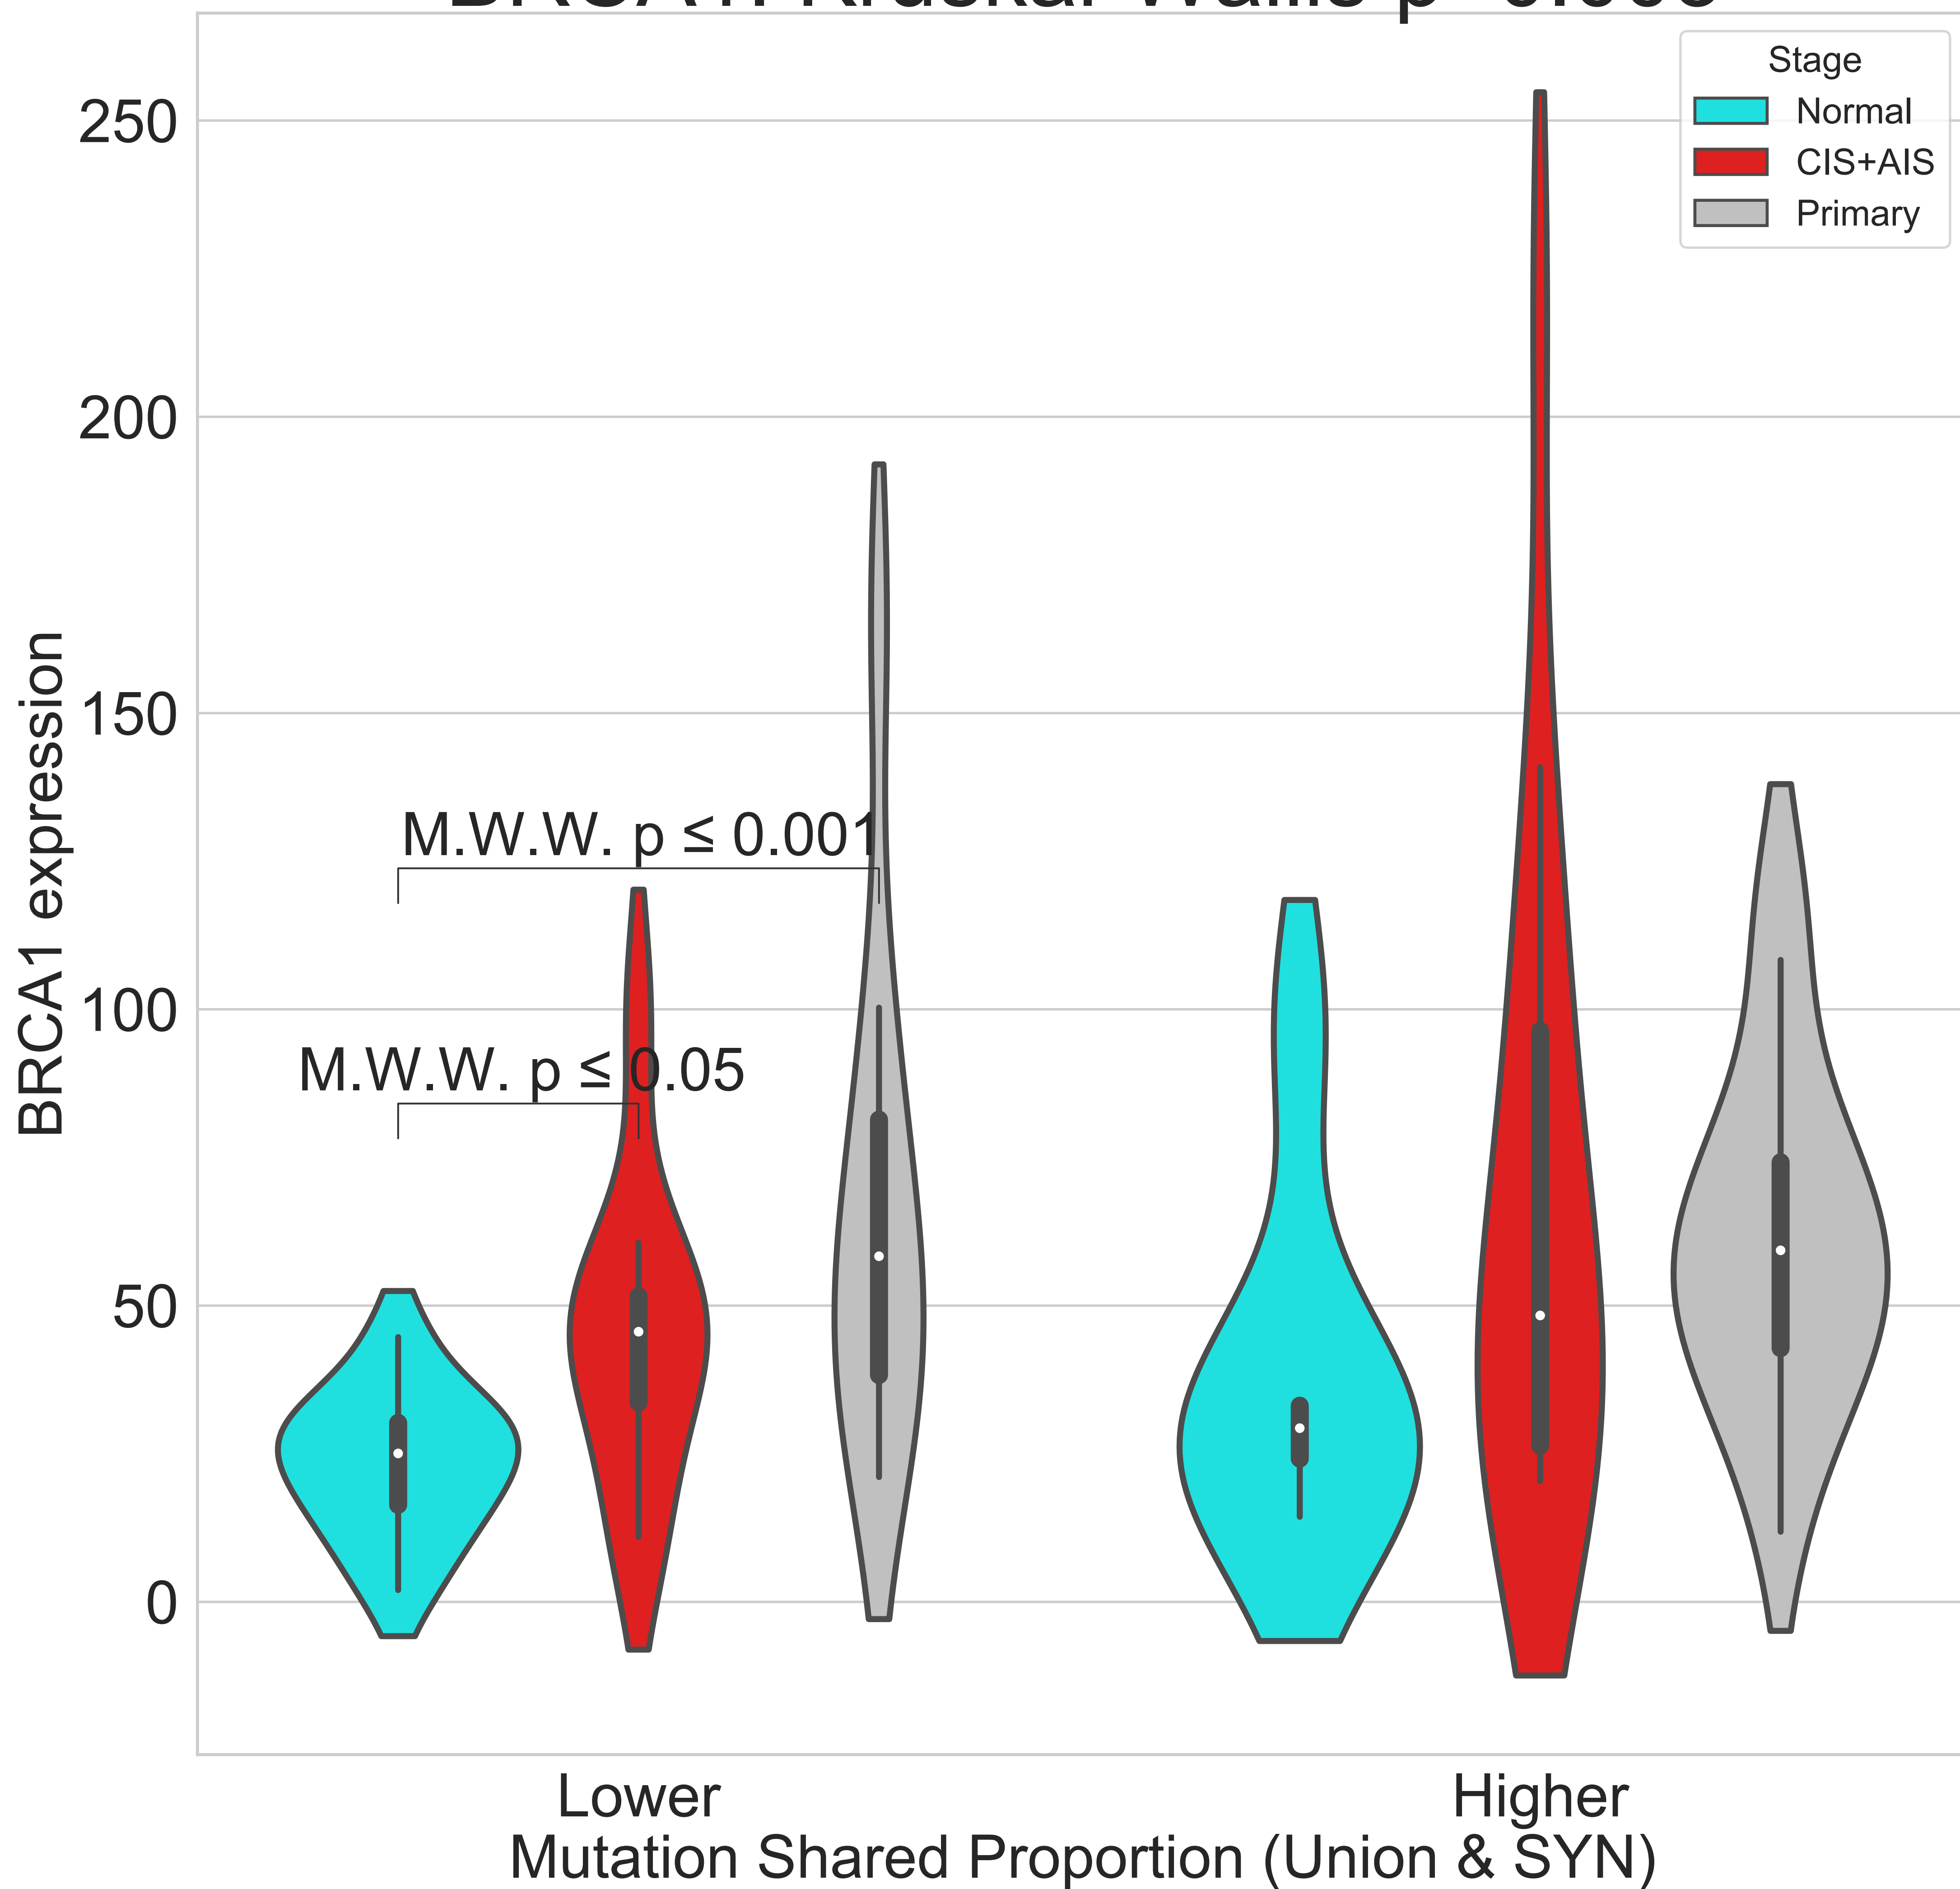 Stage
Normal
CIS+AIS
Primary
250
200
150
100
50
0
BRCA1 expression
M.W.W. p ≤ 0.001
M.W.W. p ≤ 0.05
Lower
Higher
Mutation Shared Proportion (Union & SYN)